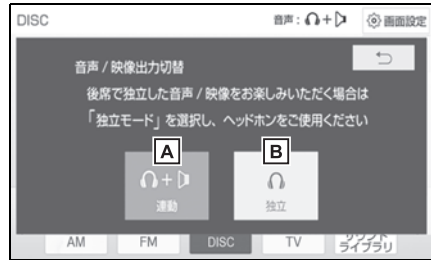 DISC
音声：
+
画面設定
音声 / 映像出力切替
後席で独立した音声 / 映像をお楽しみいただく場合は
「独立モード」を選択し、ヘッドホンをご使用ください
A
B
+
連動
独立
AM
FM
DISC
TV
サウンド
ライブラリ